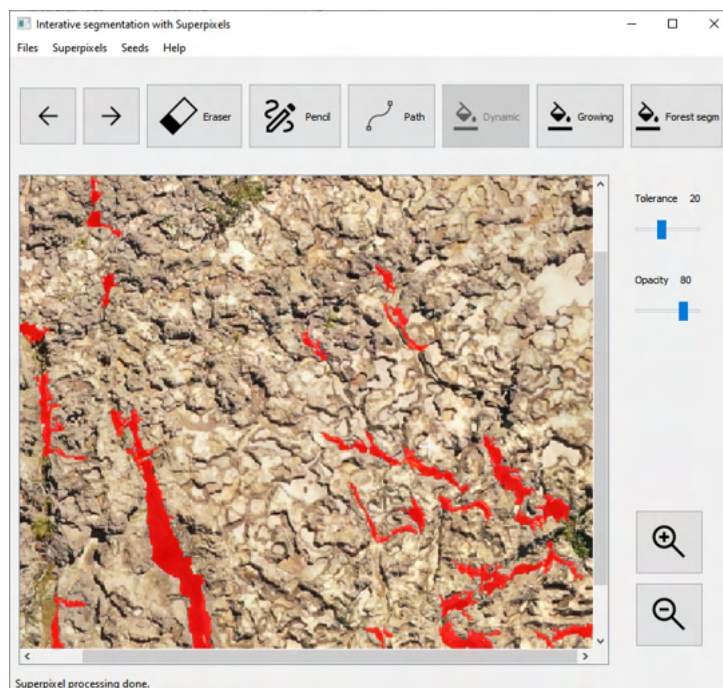 Interative segmentation with Superpixels
Files Superpixels Seeds Help
Eraser Pencil Path Dynamic Growing Forest segm
Tolerance 20
Opacity 80
Superpixel processing done.